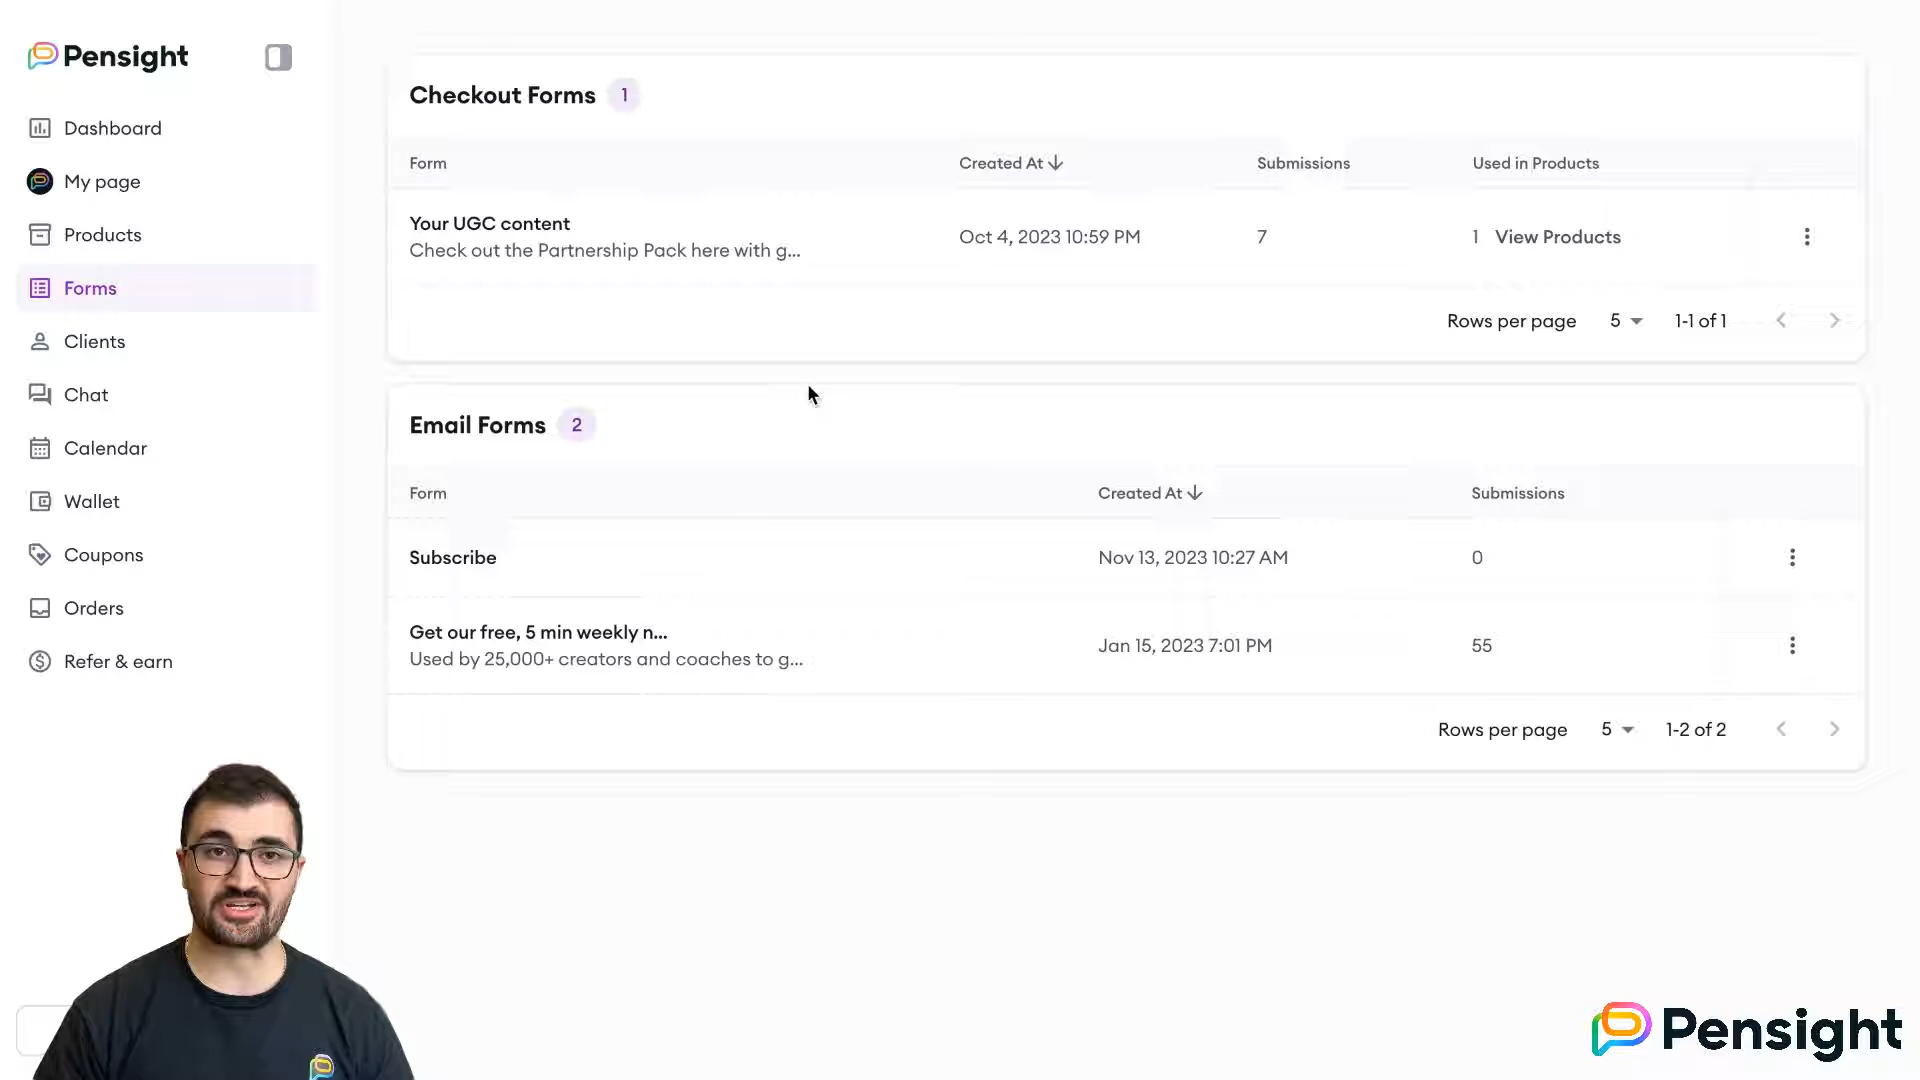 Pensight
Dashboard
My page
Products
Forms
Clients
Chat
Calendar
Wallet
Coupons
Orders
Refer & earn
Checkout Forms 1
Form Created At Submissions Used in Products
Your UGC content
Check out the Partnership Pack here with g...
Oct 4, 2023 10:59 PM 7 1 View Products
Rows per page 5 1-1 of 1
Email Forms 2
Form Created At Submissions
Subscribe Nov 13, 2023 10:27 AM 0
Get our free, 5 min weekly n...
Used by 25,000+ creators and coaches to g...
Jan 15, 2023 7:01 PM 55
Rows per page 5 1-2 of 2
Pensight